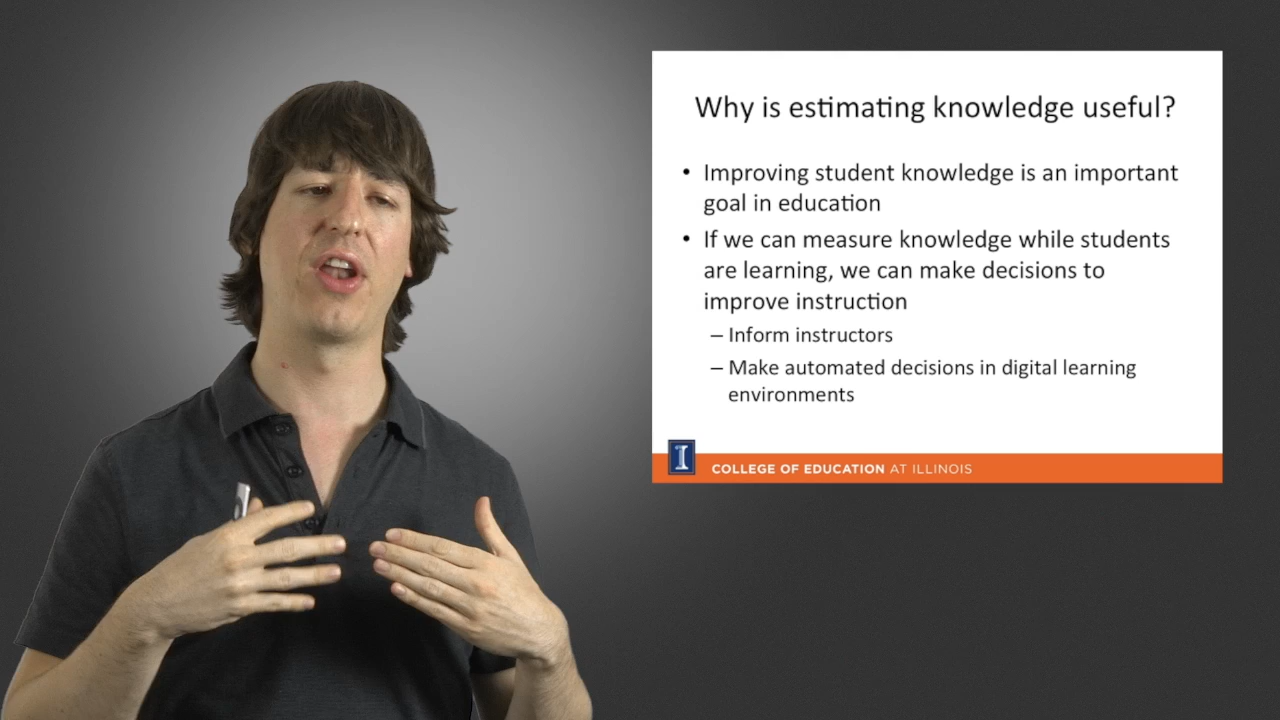 Why is estimating knowledge useful?
• Improving student knowledge is an important
goal in education
• If we can measure knowledge while students
are learning, we can make decisions to
improve instruction
– Inform instructors
– Make automated decisions in digital learning
environments
I
COLLEGE OF EDUCATION AT ILLINOIS